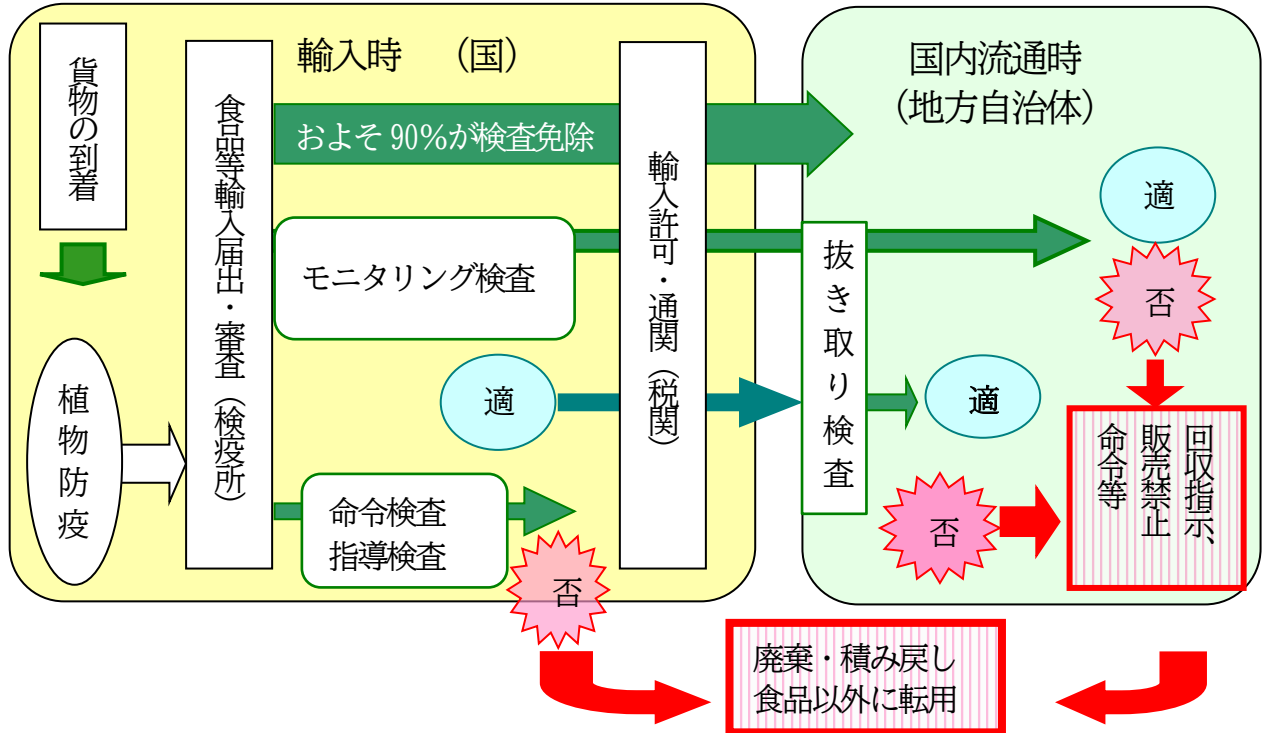 貨物の到着
植物防疫
食品等輸入届出・審査（検疫所）
輸入時　（国）
およそ90％が検査免除
モニタリング検査
適
命令検査
指導検査
否
輸入許可・通関（税関）
国内流通時
（地方自治体）
抜き取り検査
適
否
適
否
回収指示、
販売禁止
命令等
廃棄・積み戻し
食品以外に転用